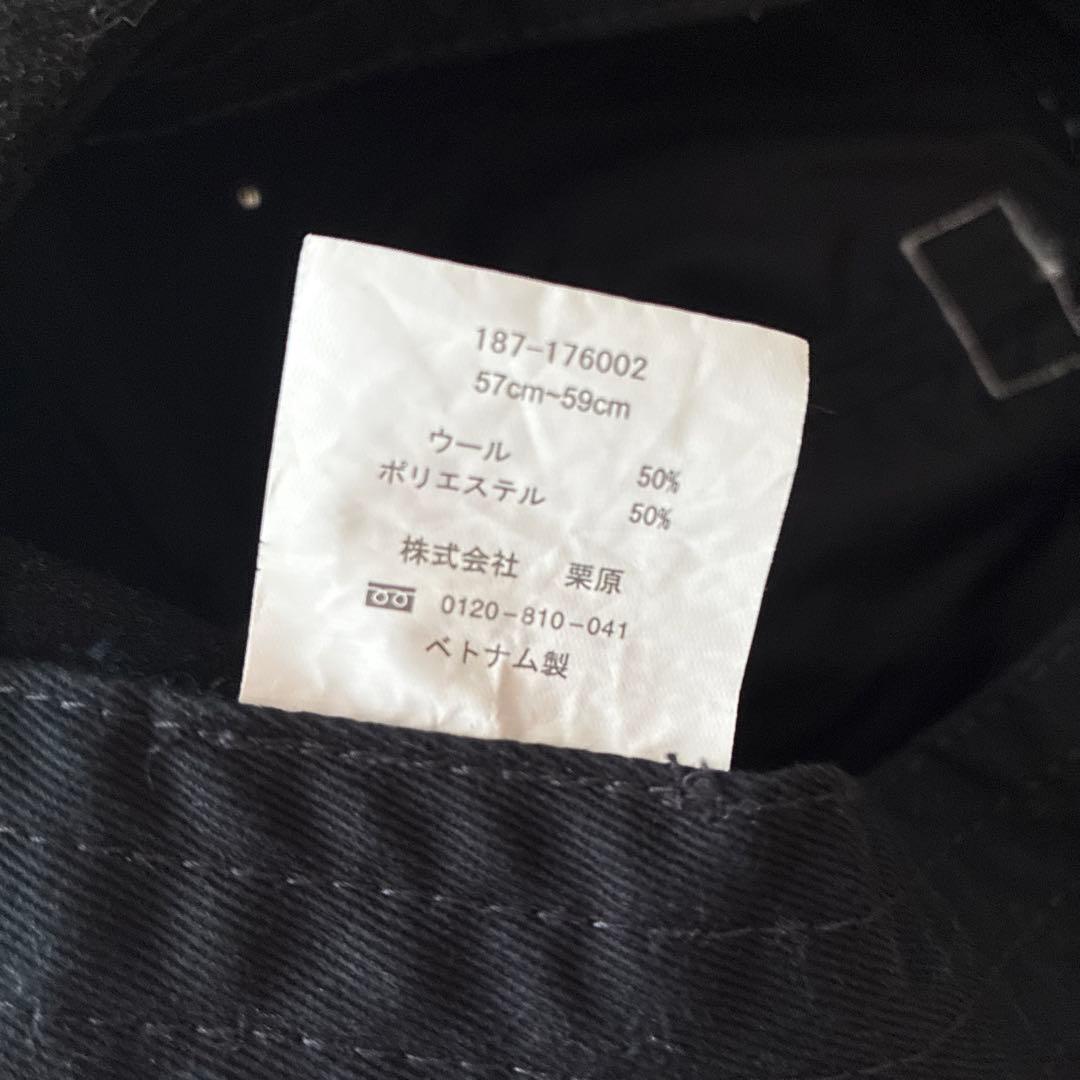 187-176002
57cm~59cm
ウール 50%
ポリエステル 50%
株式会社 栗原
0120-810-041
ベトナム製